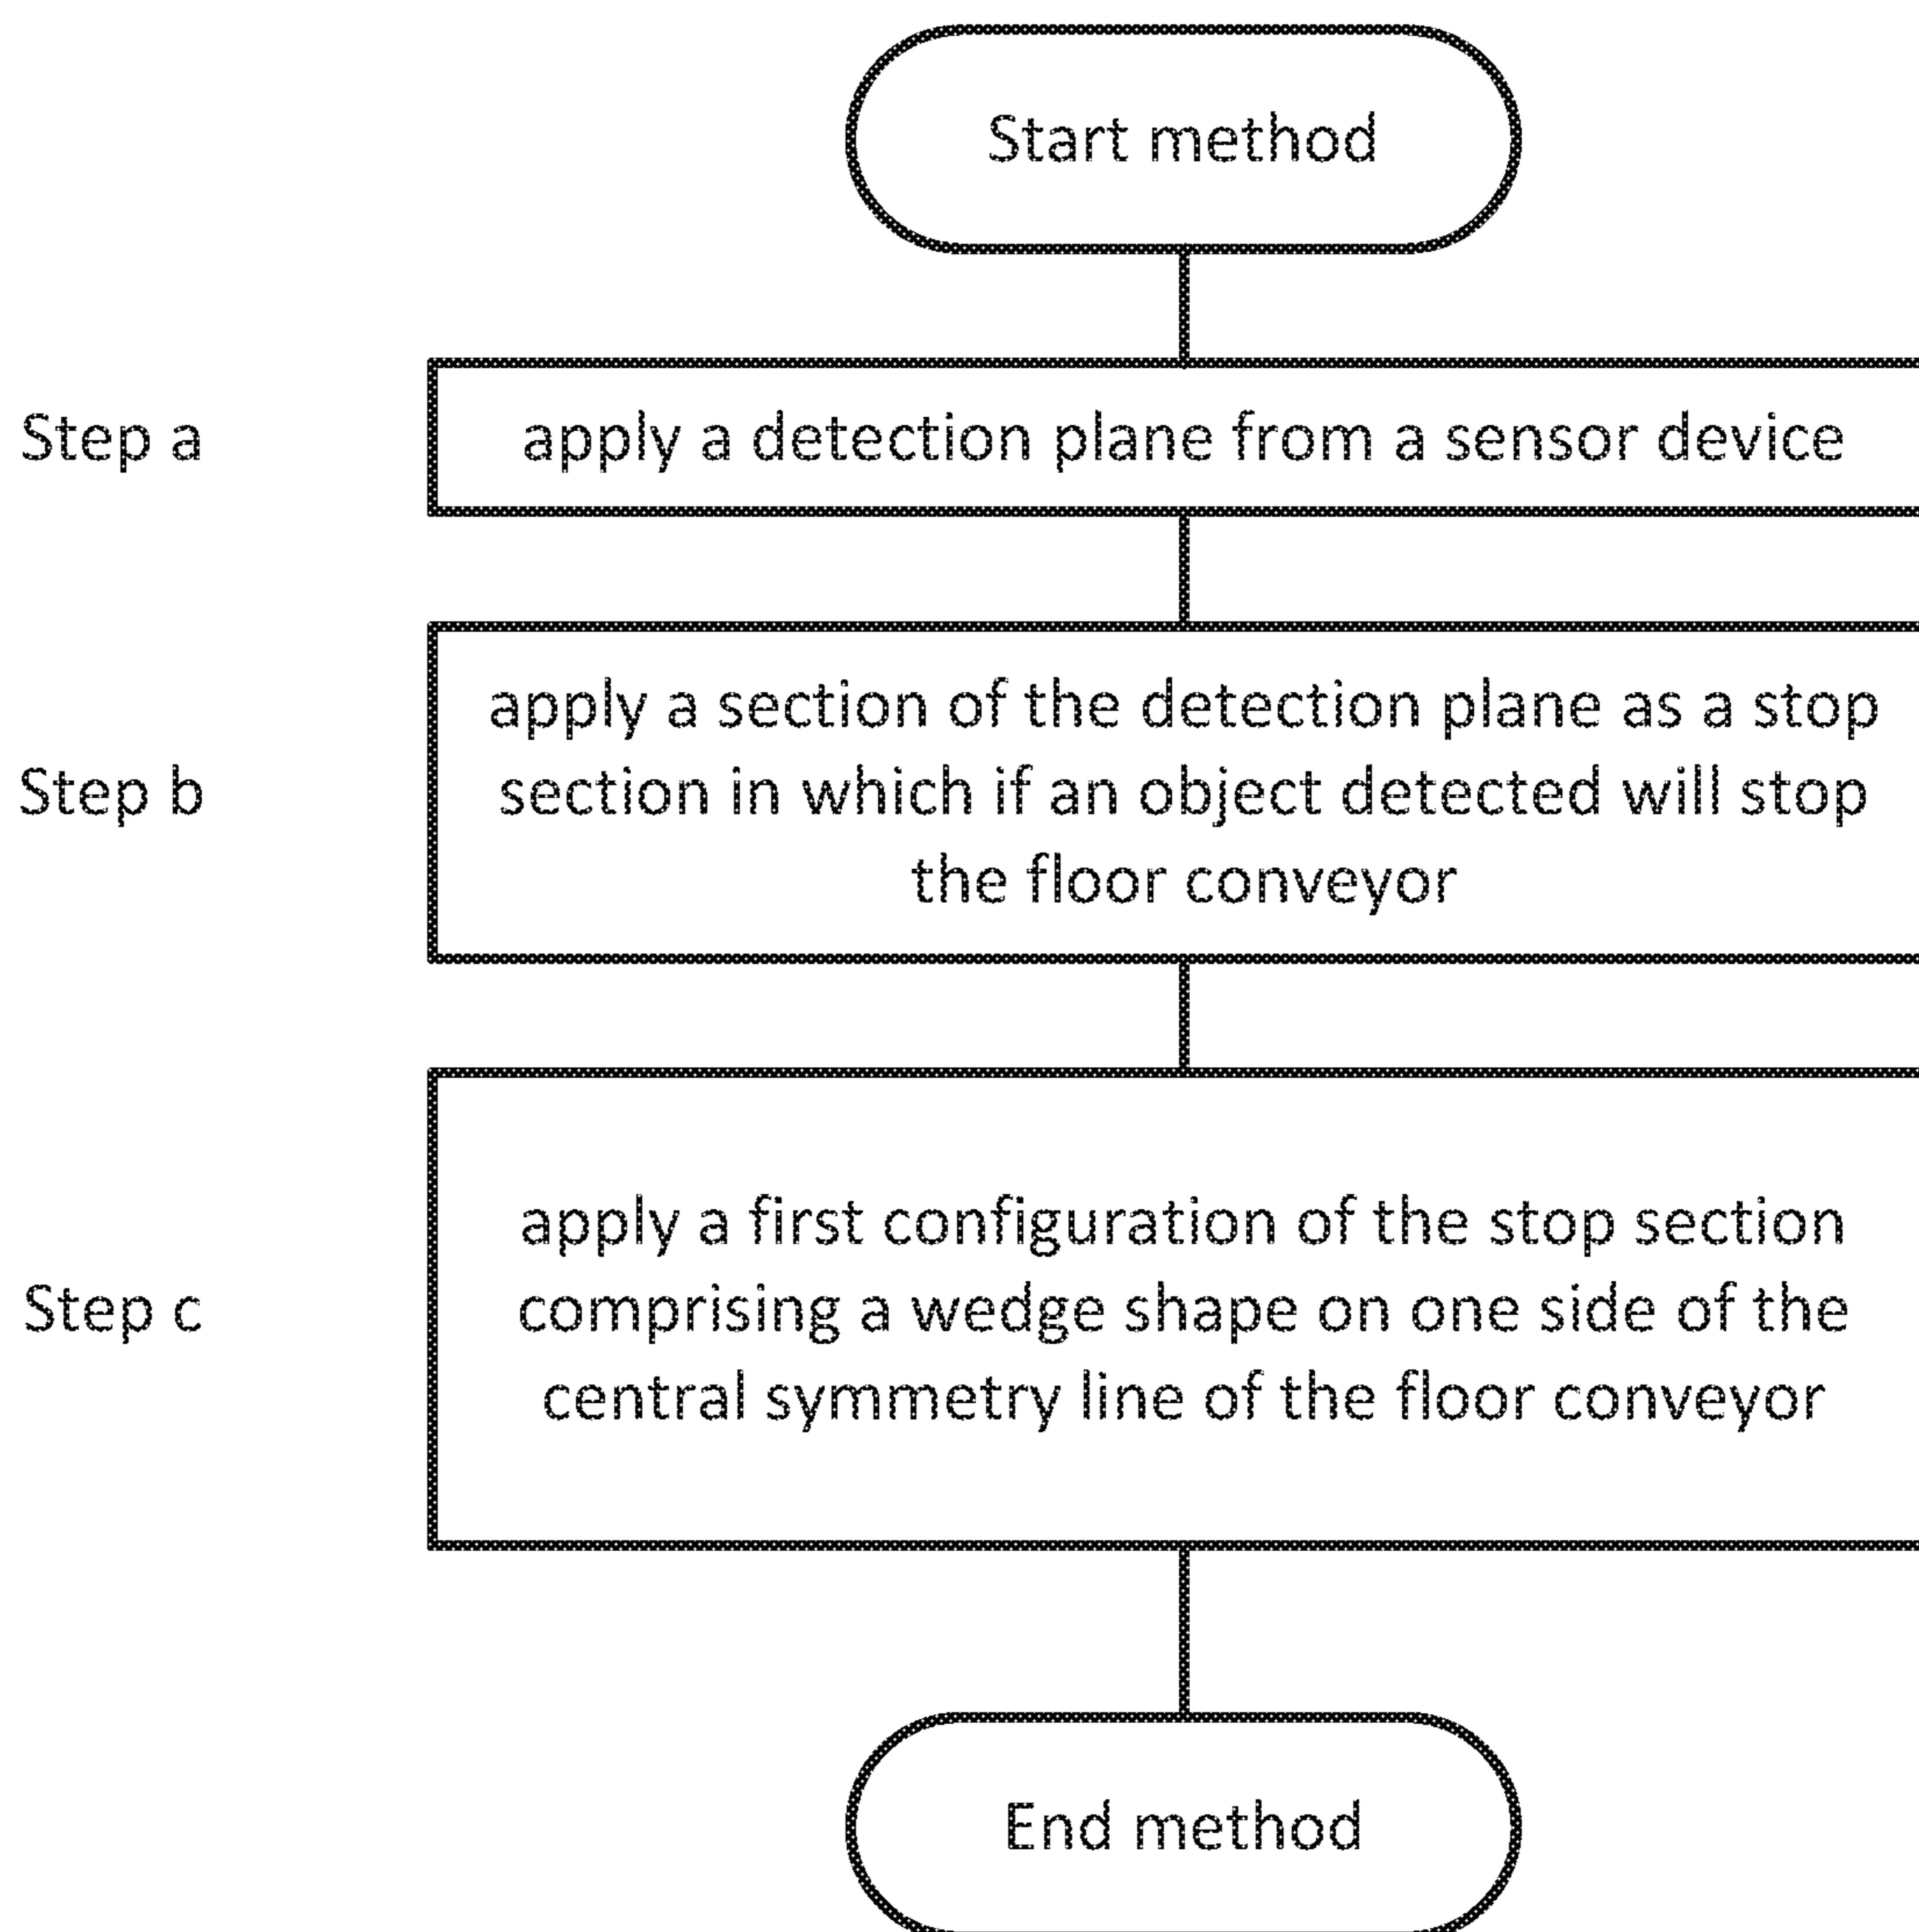 Start method
Step a
apply a detection plane from a sensor device
Step b
apply a section of the detection plane as a stop
section in which if an object detected will stop
the floor conveyor
Step c
apply a first configuration of the stop section
comprising a wedge shape on one side of the
central symmetry line of the floor conveyor
End method